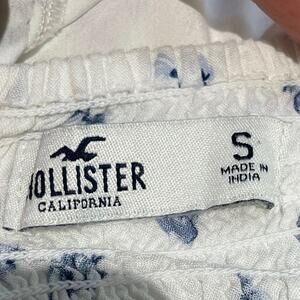 HOLLISTER
CALIFORNIA
S
MADE IN
INDIA